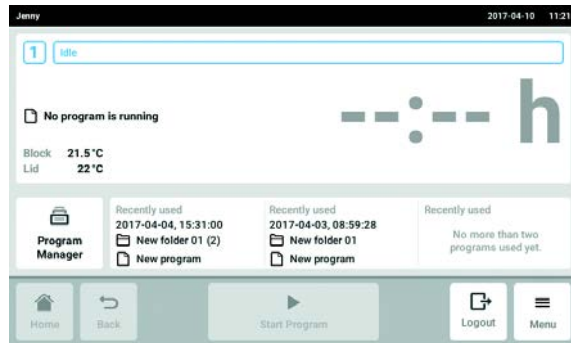 Jenny 2017-04-10 11:21
1 Idle
No program is running
--:-- h
Block 21.5°C
Lid 22°C
Program Manager
Recently used
2017-04-04, 15:31:00
New folder 01 (2)
New program
Recently used
2017-04-03, 08:59:28
New folder 01
New program
Recently used
No more than two
programs used yet.
Home
Back
Start Program
Logout
Menu